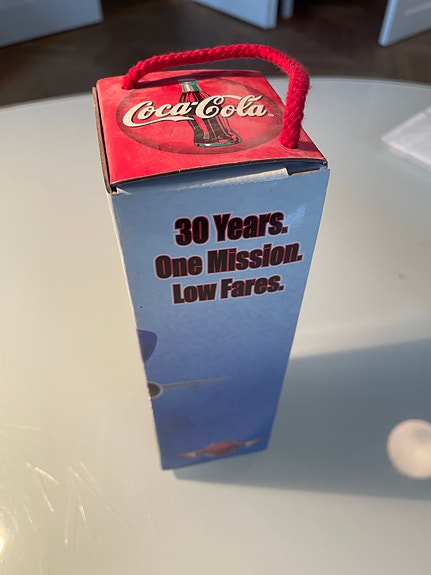 Coca-Cola
30 Years.
One Mission.
Low Fares.